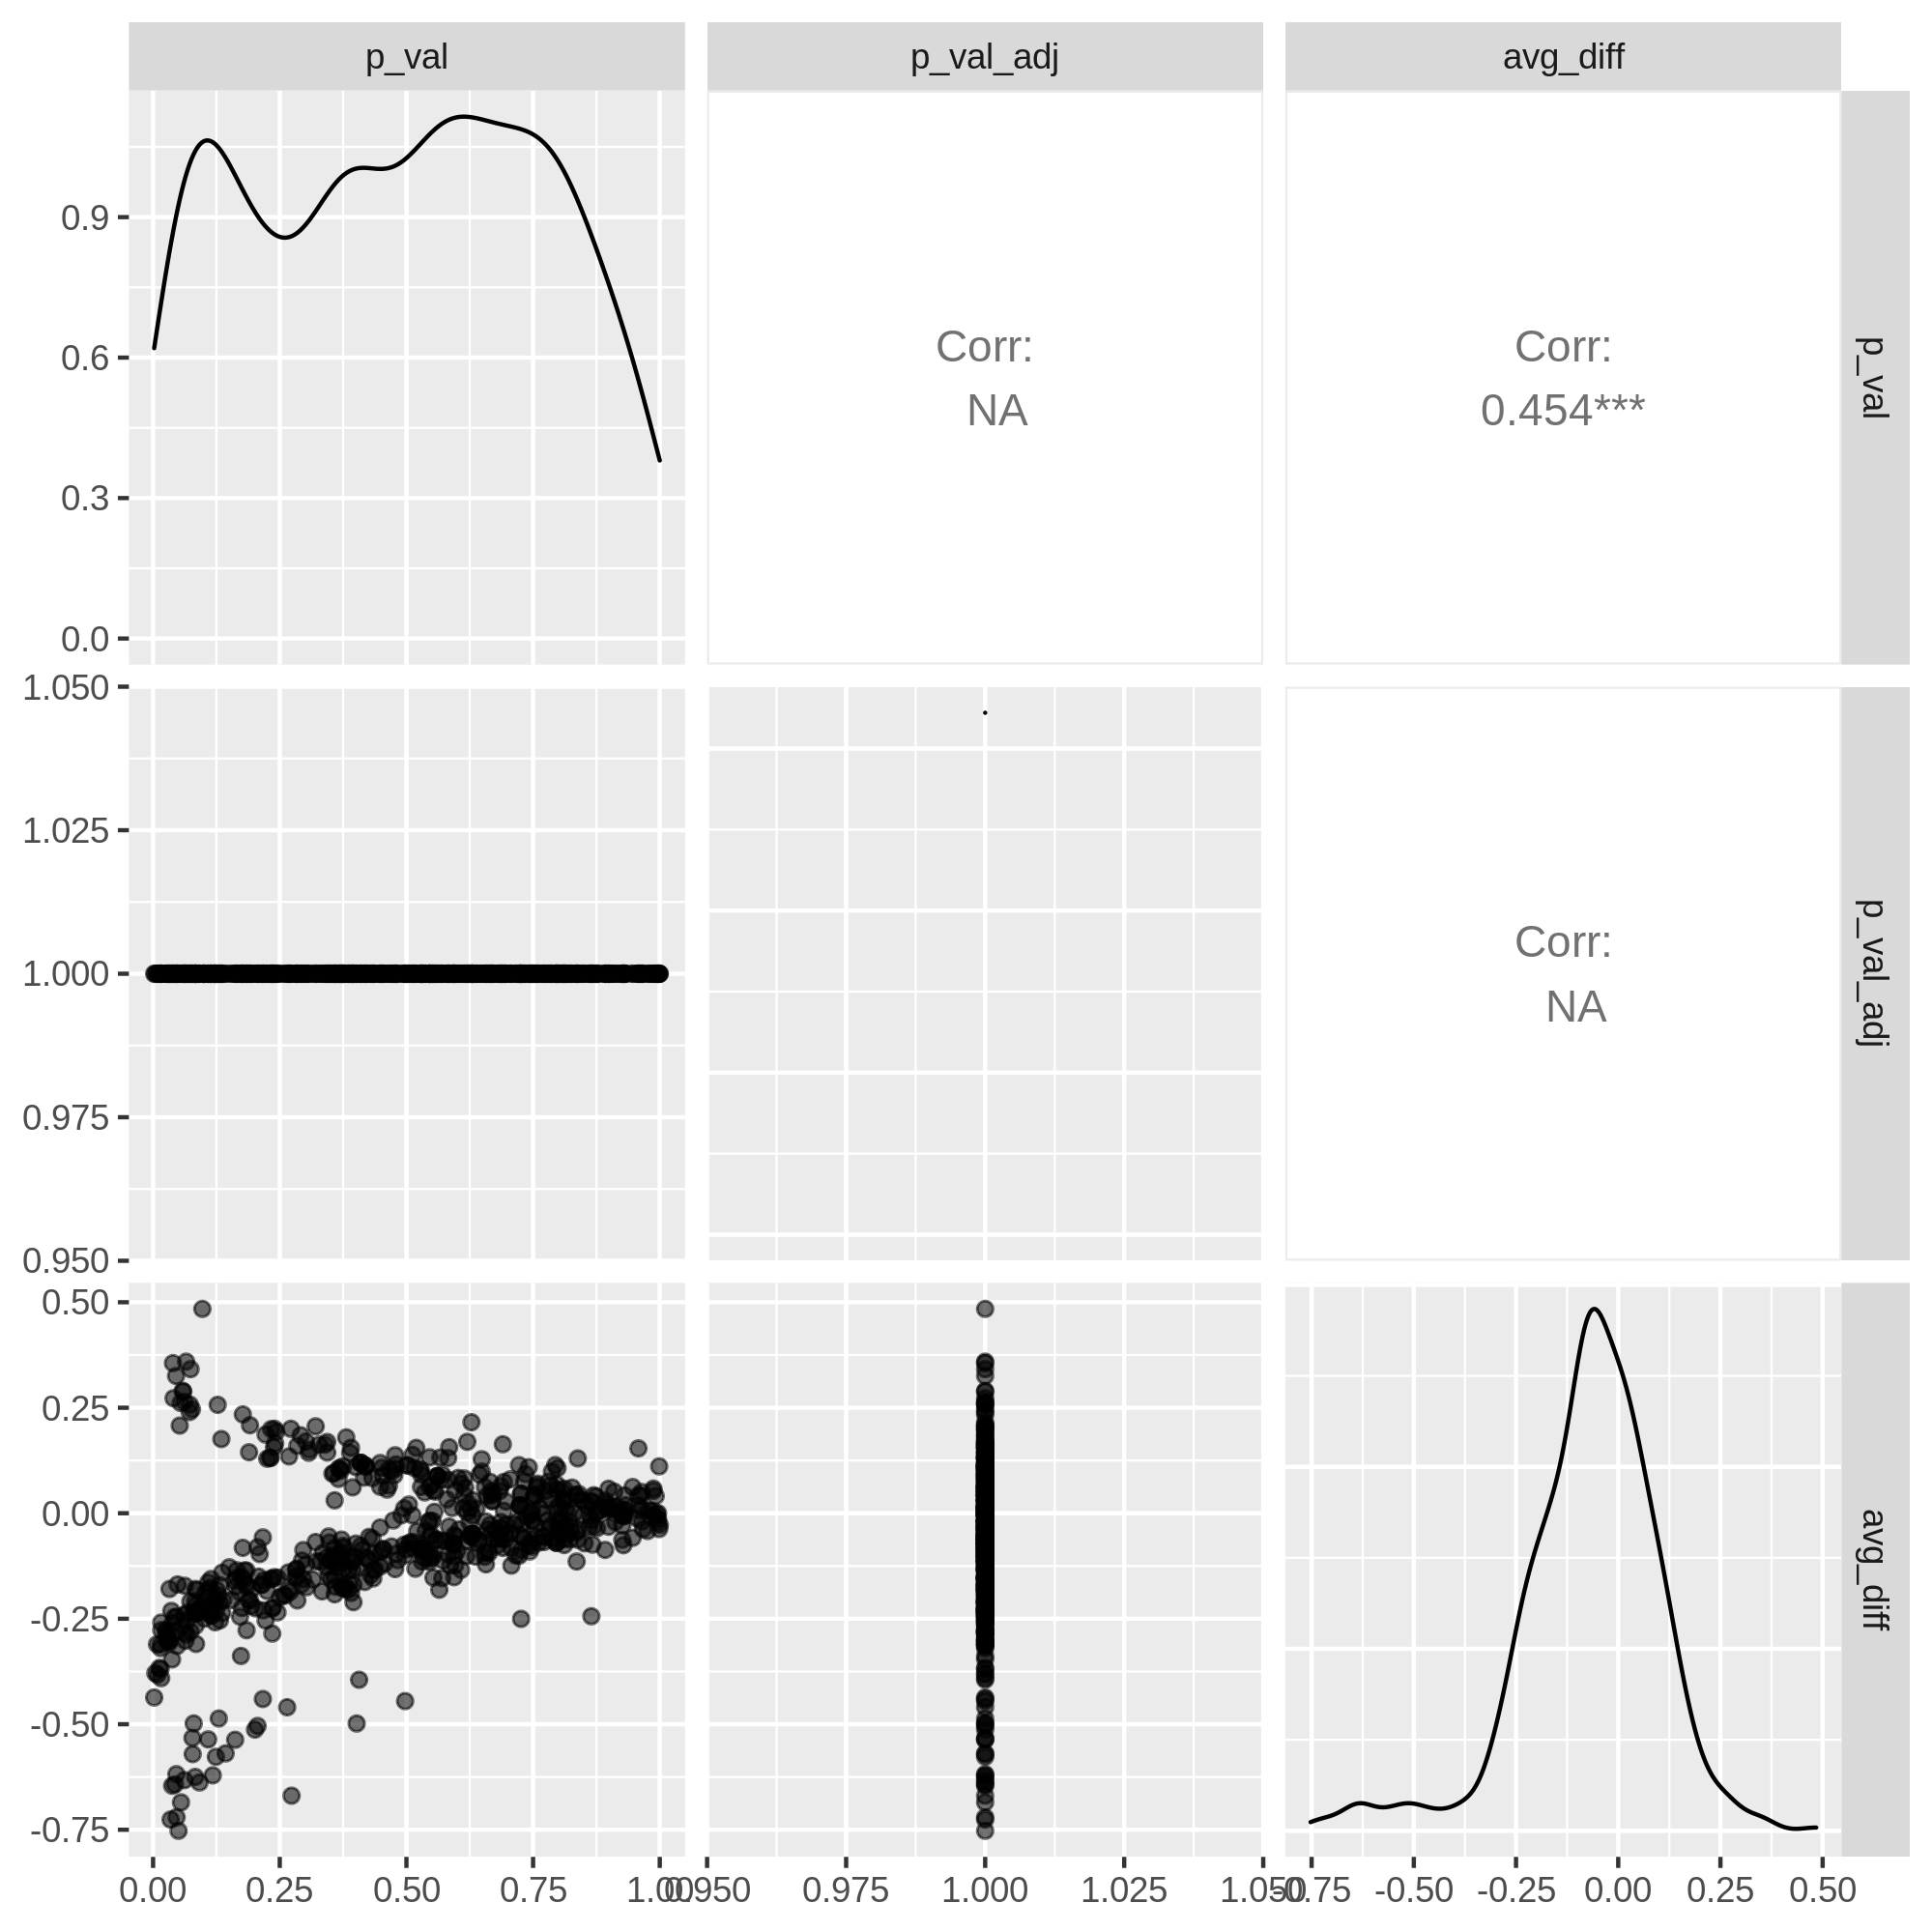 p_val
p_val_adj
avg_diff
0.9
0.6
0.3
0.0
Corr:
NA
Corr:
0.454***
p_val
1.050
1.025
1.000
0.975
0.950
Corr:
NA
p_val_adj
0.50
0.25
0.00
-0.25
-0.50
-0.75
avg_diff
0.00 0.25 0.50 0.75 1.00
0.950 0.975 1.000 1.025 1.050
-0.75 -0.50 -0.25 0.00 0.25 0.50